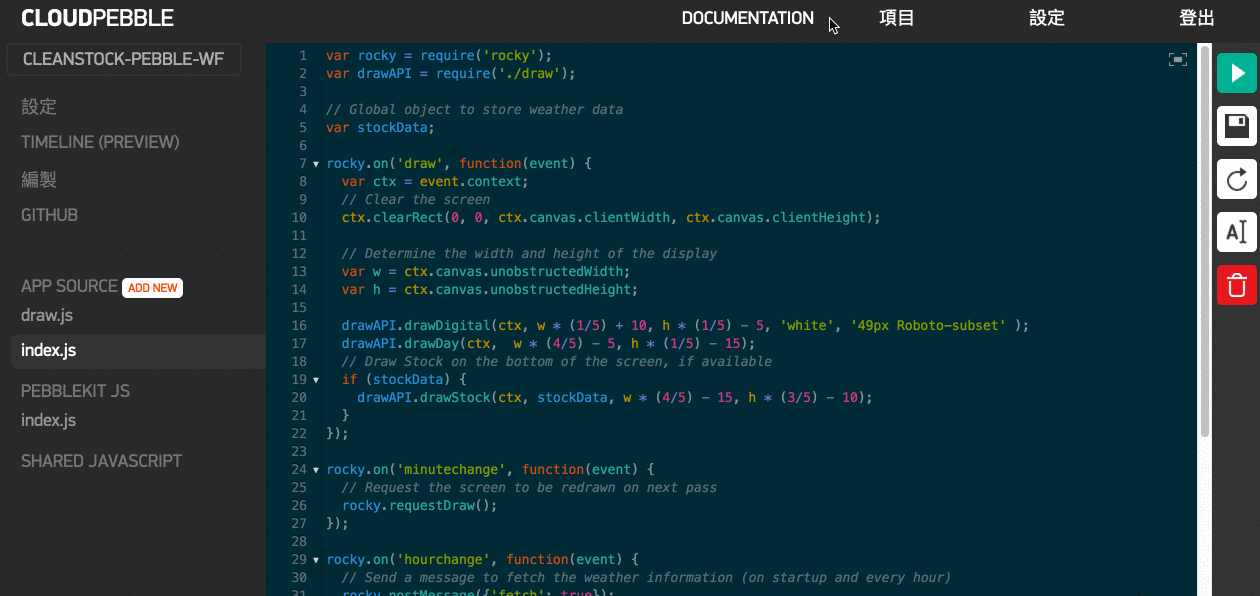 CLOUDPEBBLE
DOCUMENTATION
項目
設定
登出
CLEANSTOCK-PEBBLE-WF
設定
TIMELINE (PREVIEW)
編製
GITHUB
APP SOURCE ADD NEW
draw.js
index.js
PEBBLEKIT JS
index.js
SHARED JAVASCRIPT
1 var rocky = require('rocky');
2 var drawAPI = require('./draw');
3
4 // Global object to store weather data
5 var stockData;
6
7 rocky.on('draw', function(event) {
8 var ctx = event.context;
9 // Clear the screen
10 ctx.clearRect(0, 0, ctx.canvas.clientWidth, ctx.canvas.clientHeight);
11
12 // Determine the width and height of the display
13 var w = ctx.canvas.unobstructedWidth;
14 var h = ctx.canvas.unobstructedHeight;
15
16 drawAPI.drawDigital(ctx, w * (1/5) + 10, h * (1/5) - 5, 'white', '49px Roboto-subset' );
17 drawAPI.drawDay(ctx,  w * (4/5) - 5, h * (1/5) - 15);
18 // Draw Stock on the bottom of the screen, if available
19 if (stockData) {
20 drawAPI.drawStock(ctx, stockData, w * (4/5) - 15, h * (3/5) - 10);
21 }
22 });
23
24 rocky.on('minutechange', function(event) {
25 // Request the screen to be redrawn on next pass
26 rocky.requestDraw();
27 });
28
29 rocky.on('hourchange', function(event) {
30 // Send a message to fetch the weather information (on startup and every hour)
31 rocky.postMessage({'fetch': true});
AI